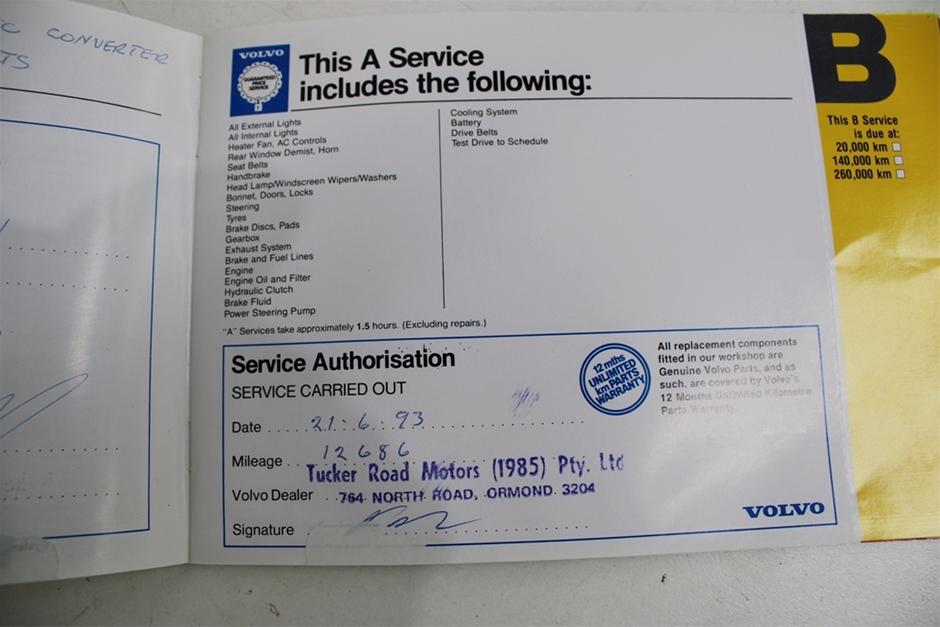 C CONVERTER
TS
VOLVO
GUARANTEED
PRICE
SERVICE
This A Service
includes the following:
All External Lights
All Internal Lights
Heater Fan, AC Controls
Rear Window Demist, Horn
Seat Belts
Handbrake
Head Lamp/Windscreen Wipers/Washers
Bonnet, Doors, Locks
Steering
Tyres
Brake Discs, Pads
Gearbox
Exhaust System
Brake and Fuel Lines
Engine
Engine Oil and Filter
Hydraulic Clutch
Brake Fluid
Power Steering Pump
Cooling System
Battery
Drive Belts
Test Drive to Schedule
"A" Services take approximately 1.5 hours. (Excluding repairs.)
Service Authorisation
SERVICE CARRIED OUT
Date 21.6.93
Mileage 12686
Tucker Road Motors (1985) Pty. Ltd
Volvo Dealer 764 NORTH ROAD, ORMOND. 3204
Signature
12 mths
UNLIMITED
km PARTS
WARRANTY
All replacement components
fitted in our workshop are
Genuine Volvo Parts, and as
such, are covered by Volvo's
12 Months Unlimited Kilometre
Parts Warranty.
VOLVO
B
This B Service
is due at:
20,000 km
140,000 km
260,000 km